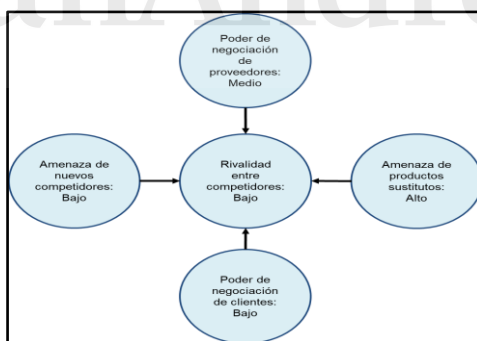 Poder de
negociación
de
proveedores:
Medio
Amenaza de
nuevos
competidores:
Bajo
Rivalidad
entre
competidores:
Bajo
Amenaza de
productos
sustitutos:
Alto
Poder de
negociación
de clientes:
Bajo